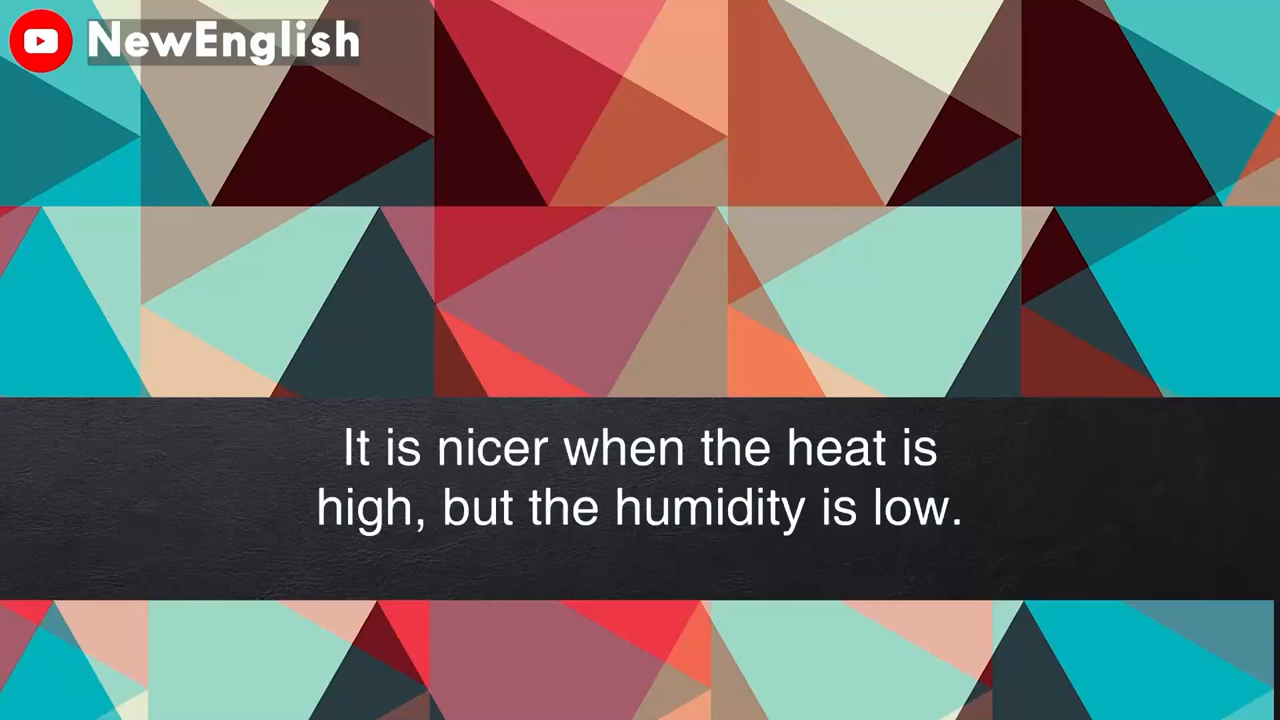 NewEnglish
It is nicer when the heat is
high, but the humidity is low.